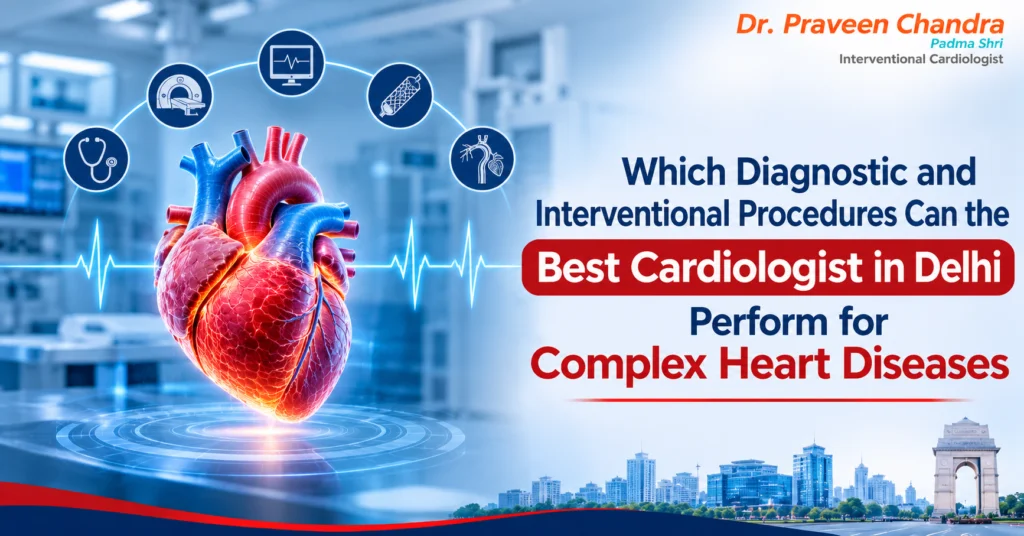 Dr. Praveen Chandra
Padma Shri
Interventional Cardiologist
Which Diagnostic and
Interventional Procedures Can the
Best Cardiologist in Delhi
Perform for
Complex Heart Diseases